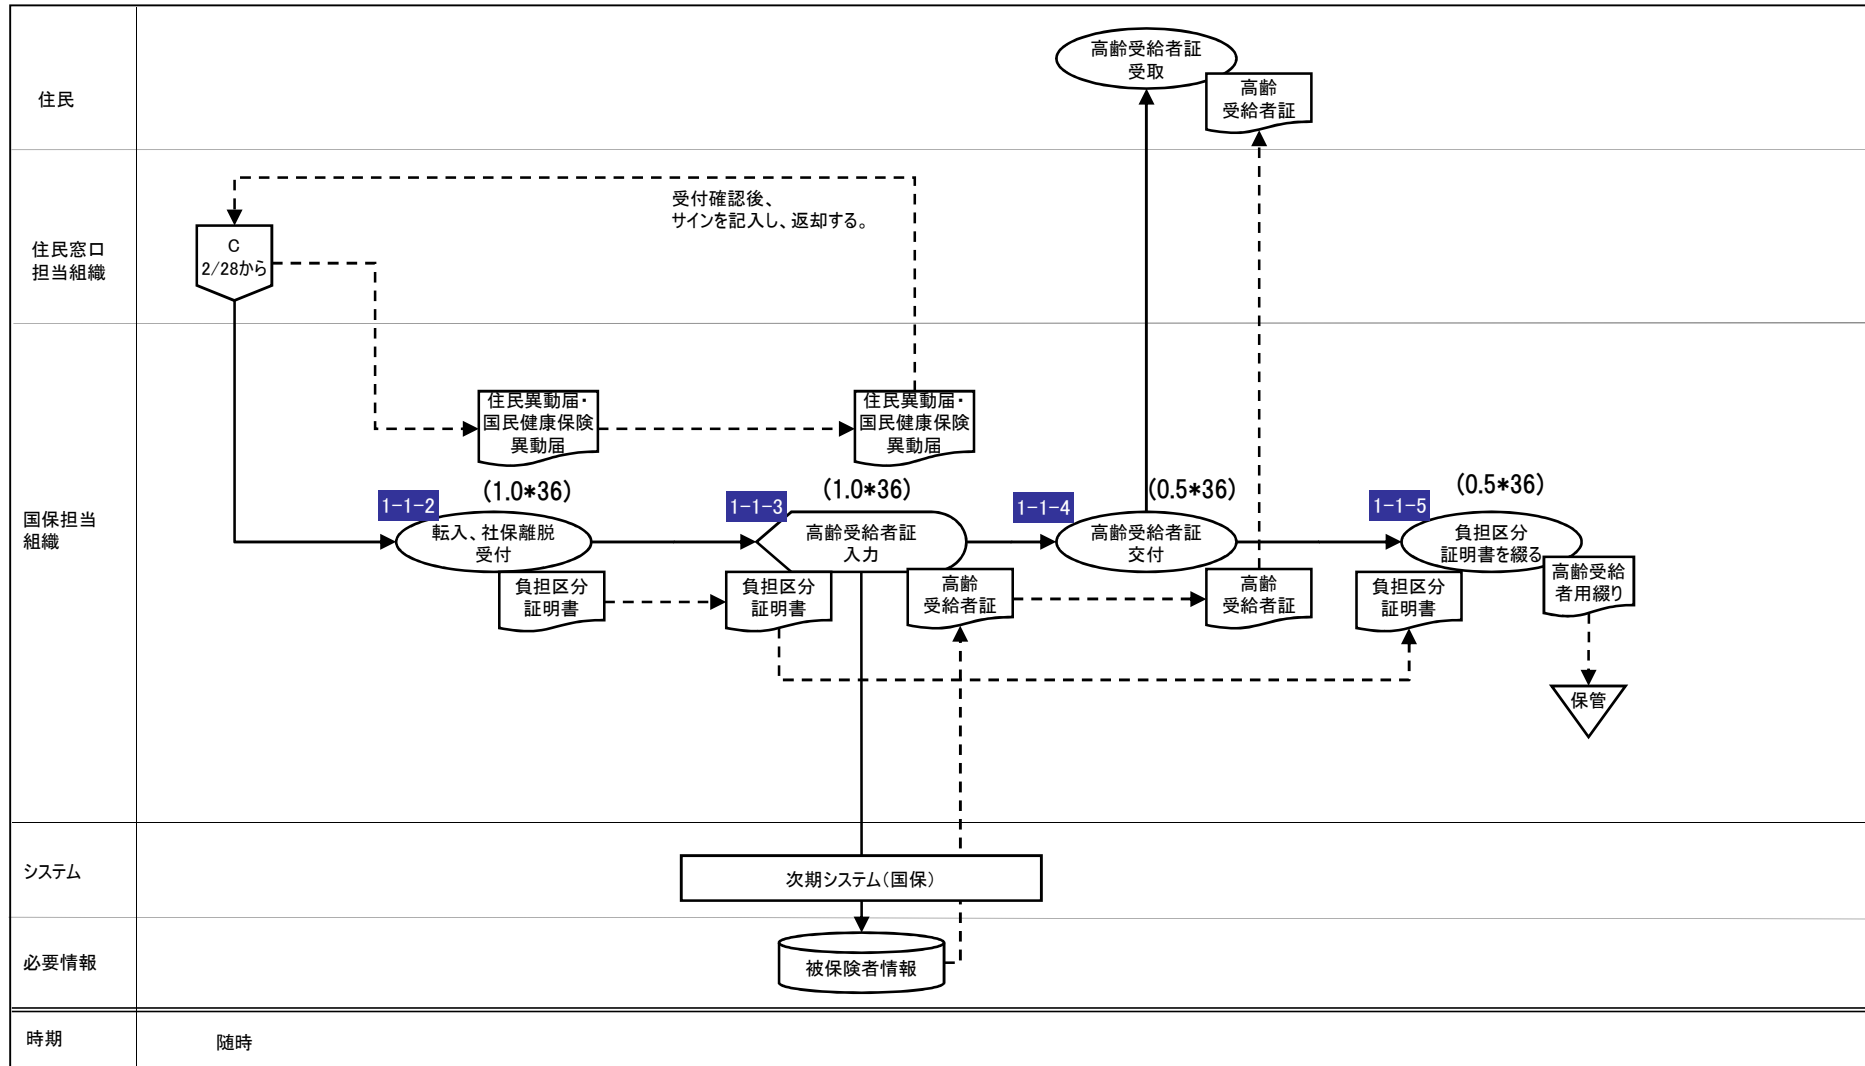 住民
高齢受給者証
受取
高齢
受給者証
住民窓口
担当組織
C
2/28から
受付確認後、
サインを記入し、返却する。
国保担当
組織
住民異動届・
国民健康保険
異動届
住民異動届・
国民健康保険
異動届
1-1-2
(1.0*36)
転入、社保離脱
受付
負担区分
証明書
1-1-3
(1.0*36)
高齢受給者証
入力
負担区分
証明書
高齢
受給者証
1-1-4
(0.5*36)
高齢受給者証
交付
高齢
受給者証
1-1-5
(0.5*36)
負担区分
証明書を綴る
負担区分
証明書
高齢受給
者用綴り
保管
システム
次期システム(国保)
必要情報
被保険者情報
時期
随時